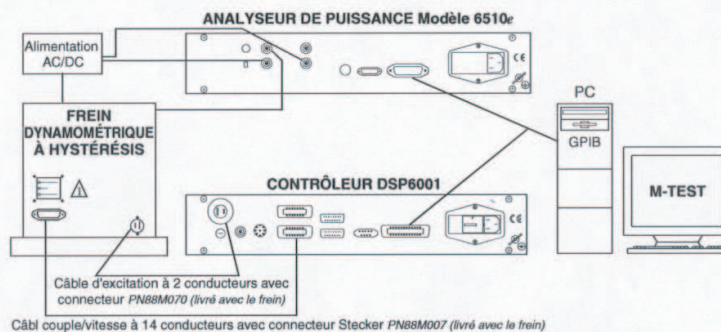 ANALYSEUR DE PUISSANCE Modèle 6510e
Alimentation
AC/DC
FREIN
DYNAMOMÉTRIQUE
À HYSTÉRÉSIS
PC
GPIB
M-TEST
CONTRÔLEUR DSP6001
Câble d'excitation à 2 conducteurs avec
connecteur PN88M070 (livré avec le frein)
Câbl couple/vitesse à 14 conducteurs avec connecteur Stecker PN88M007 (livré avec le frein)
CE
CE